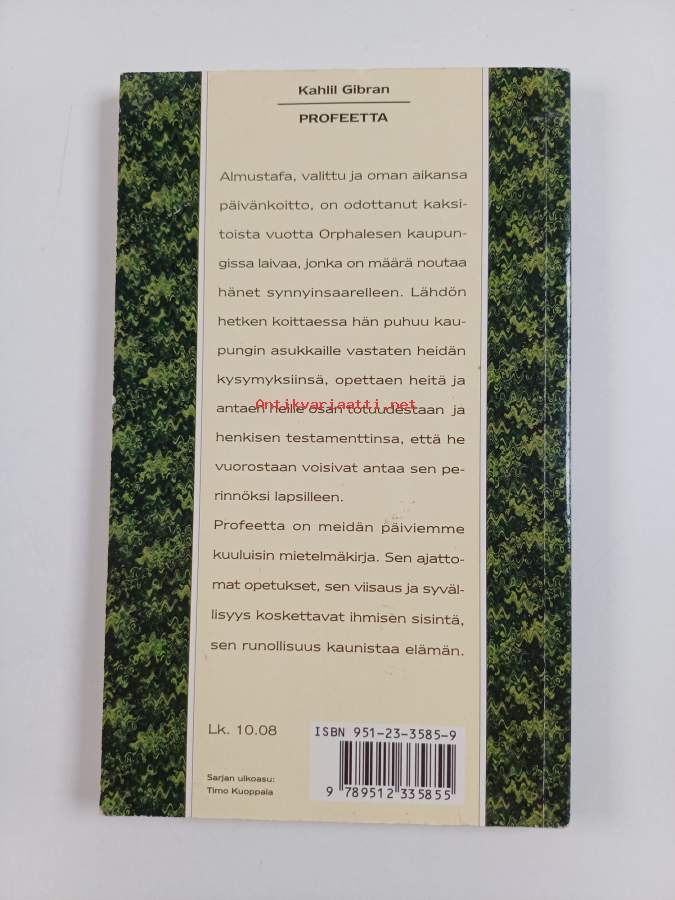 Kahlil Gibran
PROFEETTA
Almustafa, valittu ja oman aikansa
päivänkoitto, on odottanut kaksi-
toista vuotta Orphalesen kaupun-
gissa laivaa, jonka on määrä noutaa
hänet synnyinsaarelleen. Lähdön
hetken koittaessa hän puhuu kau-
pungin asukkaille vastaten heidän
kysymyksiinsä, opettaen heitä ja
Antikvariaatti.net
antaen heille osan totuudestaan ja
henkisen testamenttinsa, että he
vuorostaan voisivat antaa sen pe-
rinnöksi lapsilleen.
Profeetta on meidän päiviemme
kuuluisin mietelmäkirja. Sen ajatto-
mat opetukset, sen viisaus ja syväl-
lisyys koskettavat ihmisen sisintä,
sen runollisuus kaunistaa elämän.
Lk. 10.08
ISBN 951-23-3585-9
9 789512 335855
Sarjan ulkoasu:
Timo Kuoppala